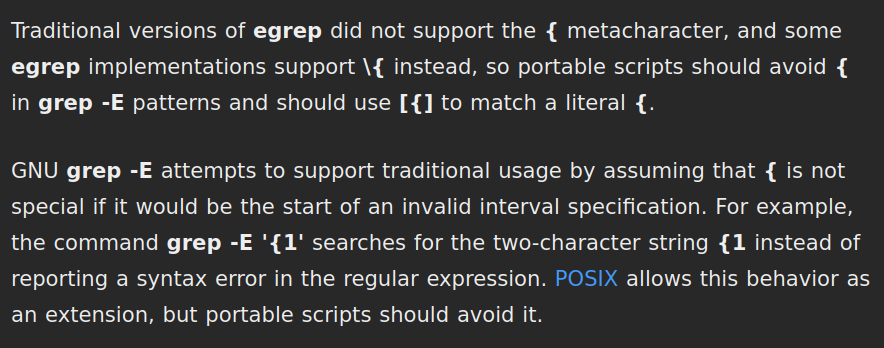 Traditional versions of egrep did not support the { metacharacter, and some
egrep implementations support \{ instead, so portable scripts should avoid {
in grep -E patterns and should use [{] to match a literal {.
GNU grep -E attempts to support traditional usage by assuming that { is not
special if it would be the start of an invalid interval specification. For example,
the command grep -E '{1' searches for the two-character string {1 instead of
reporting a syntax error in the regular expression. POSIX allows this behavior as
an extension, but portable scripts should avoid it.